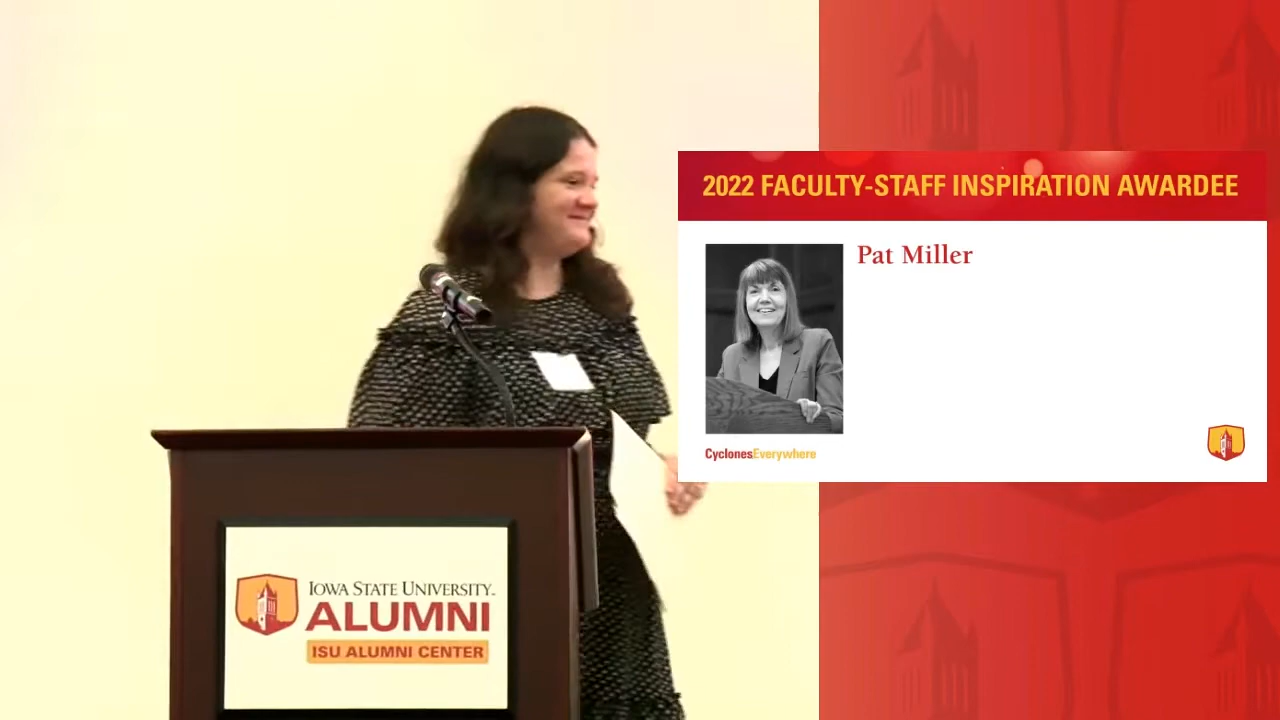 2022 FACULTY-STAFF INSPIRATION AWARDEE
Pat Miller
CyclonesEverywhere
IOWA STATE UNIVERSITY
ALUMNI
ISU ALUMNI CENTER